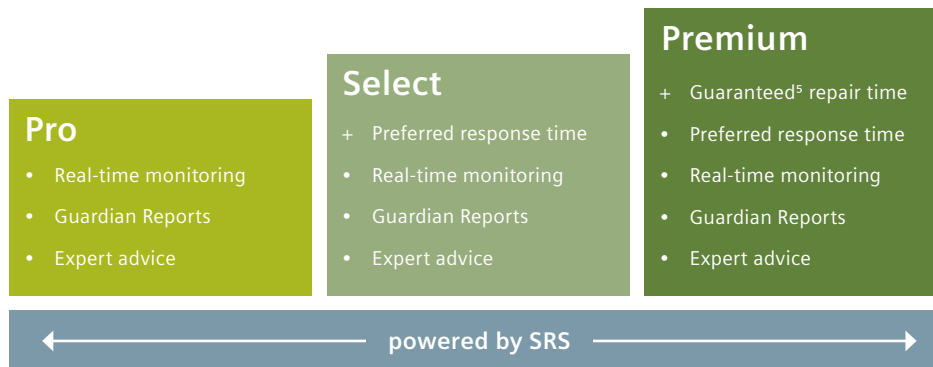 Pro
• Real-time monitoring
• Guardian Reports
• Expert advice
Select
+ Preferred response time
• Real-time monitoring
• Guardian Reports
• Expert advice
Premium
+ Guaranteed⁵ repair time
• Preferred response time
• Real-time monitoring
• Guardian Reports
• Expert advice
powered by SRS